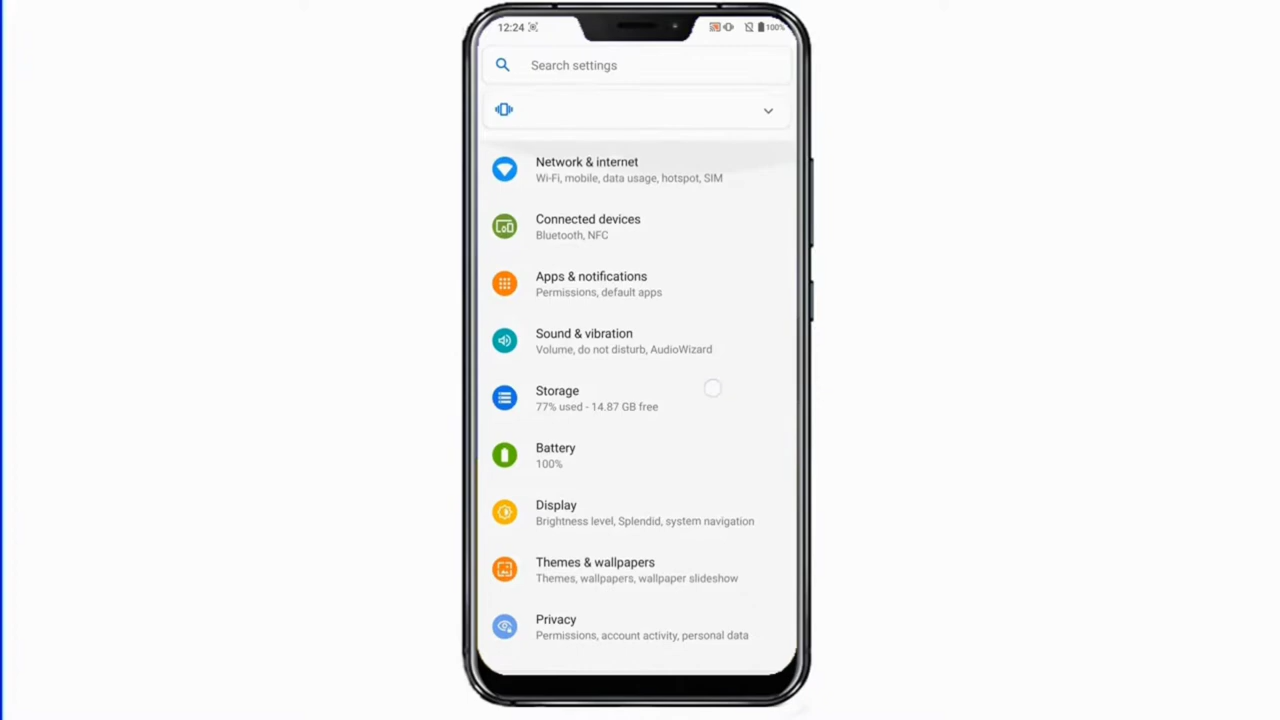 12:24
100%
Search settings
Network & internet
Wi-Fi, mobile, data usage, hotspot, SIM
Connected devices
Bluetooth, NFC
Apps & notifications
Permissions, default apps
Sound & vibration
Volume, do not disturb, AudioWizard
Storage
77% used - 14.87 GB free
Battery
100%
Display
Brightness level, Splendid, system navigation
Themes & wallpapers
Themes, wallpapers, wallpaper slideshow
Privacy
Permissions, account activity, personal data